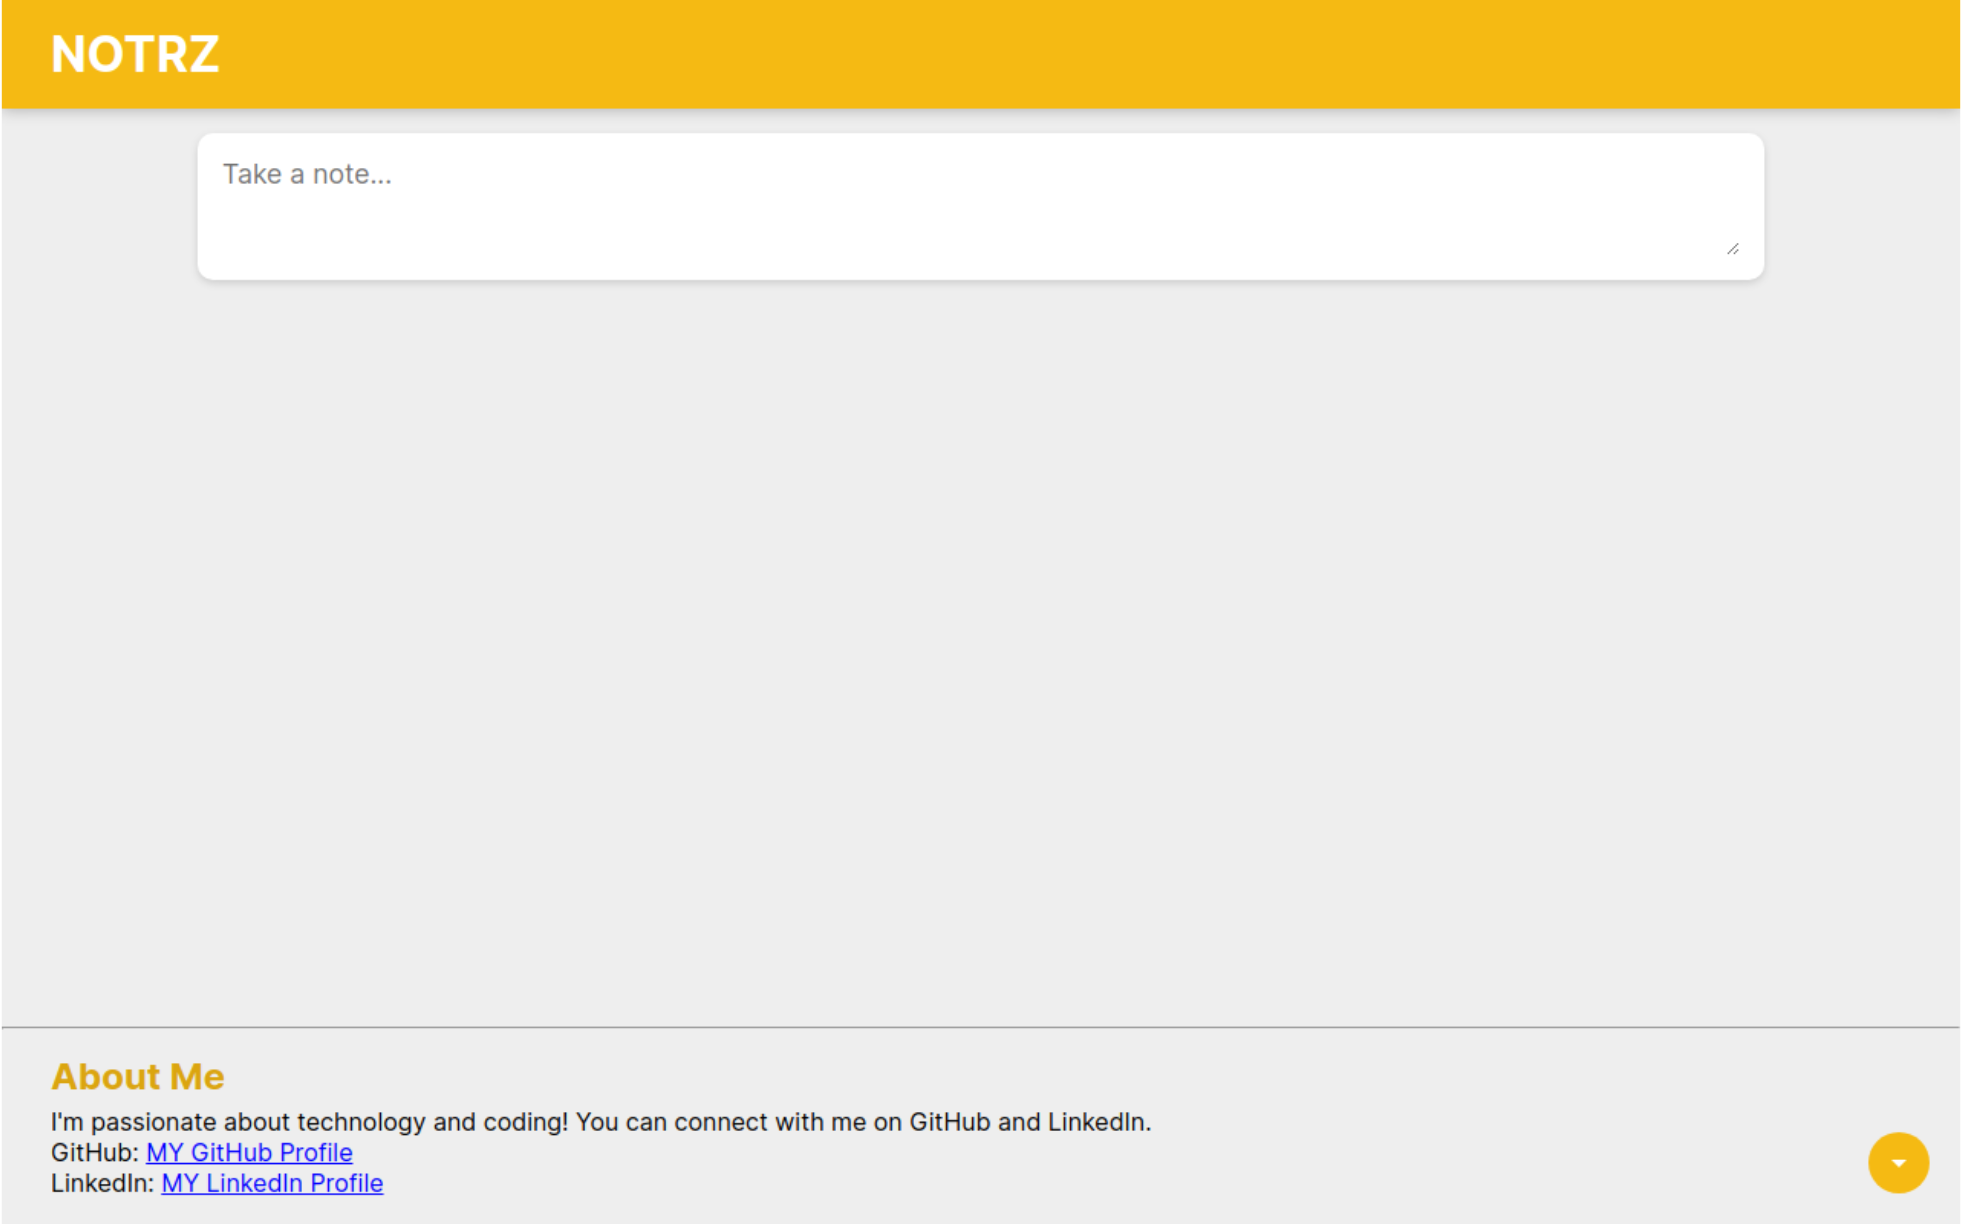 NOTRZ
Take a note...
About Me
I'm passionate about technology and coding! You can connect with me on GitHub and LinkedIn.
GitHub: MY GitHub Profile
LinkedIn: MY LinkedIn Profile